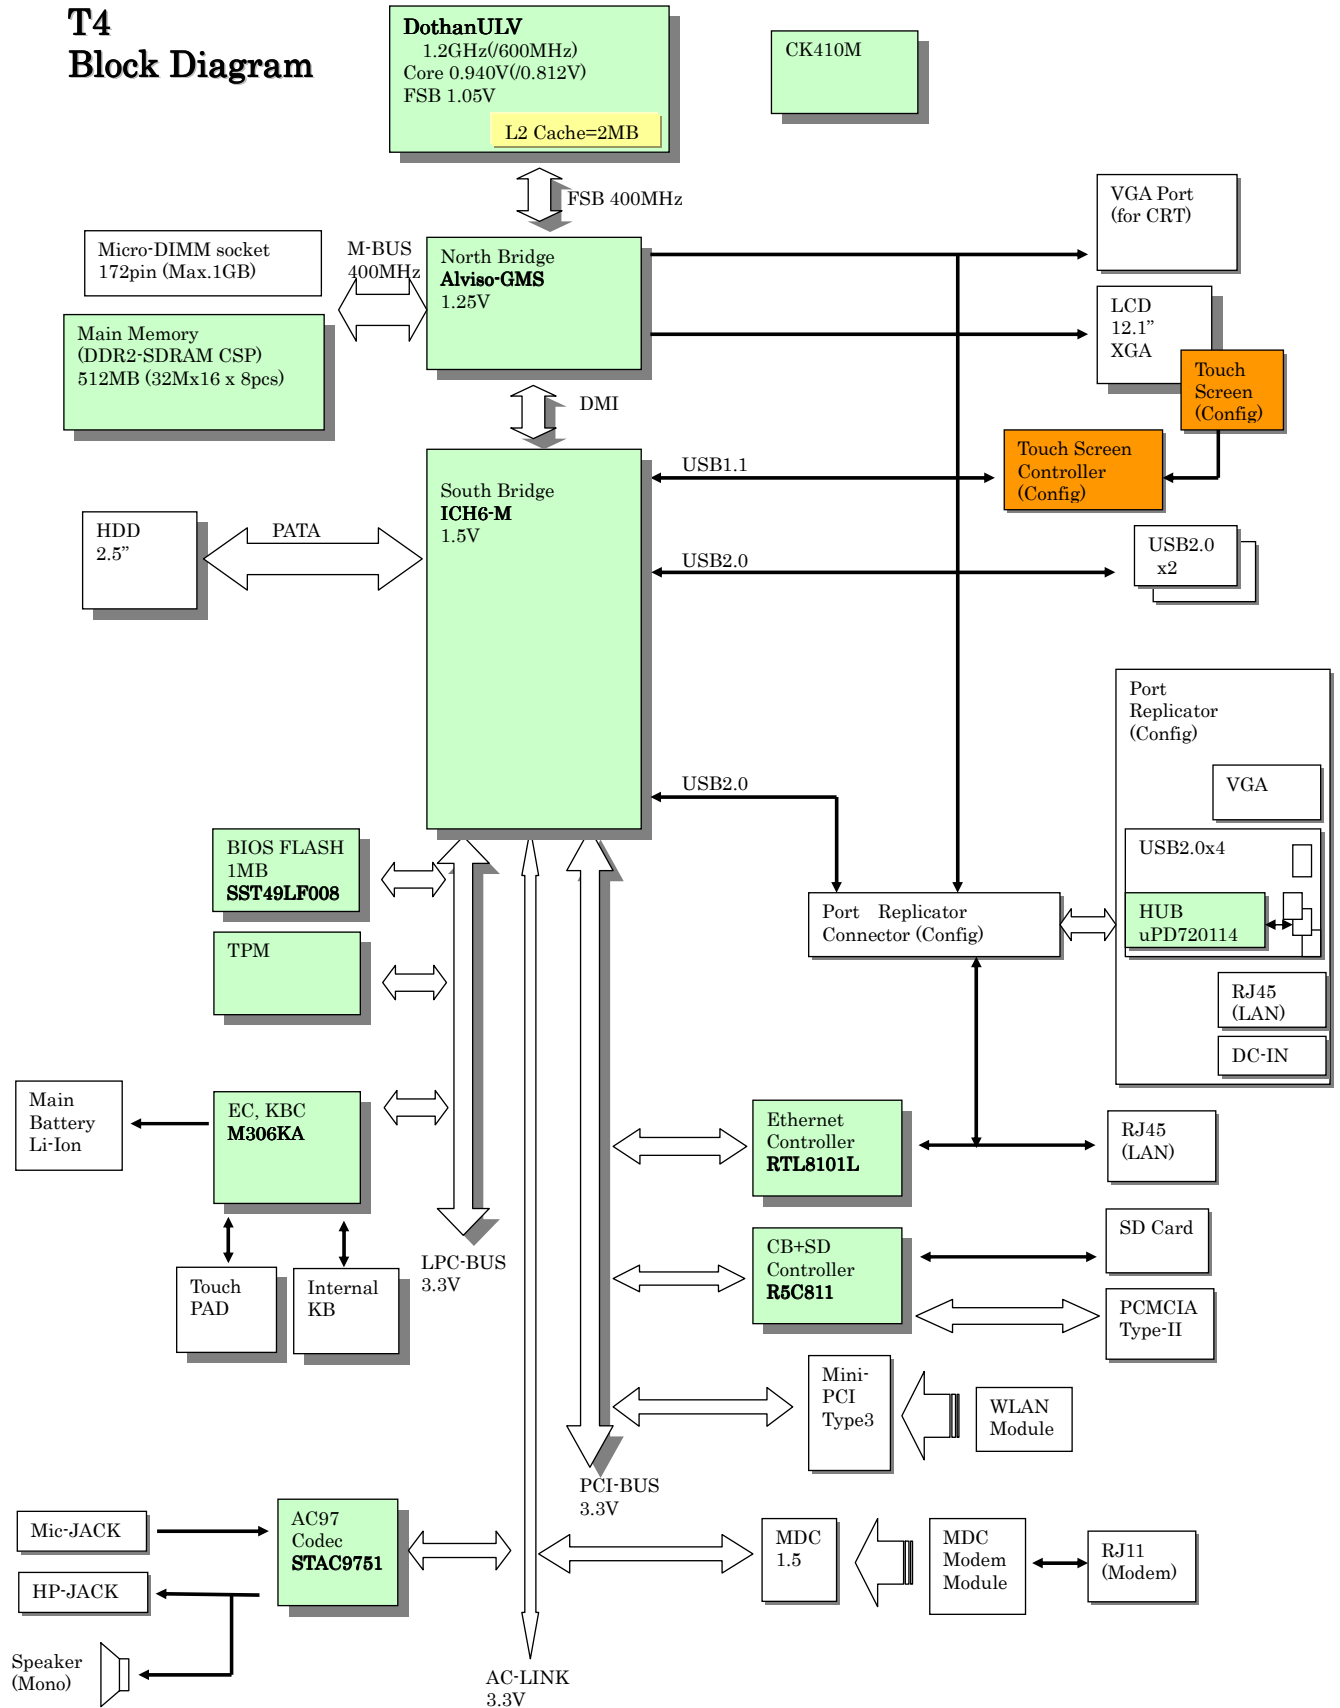 T4
Block Diagram
DothanULV
1.2GHz(/600MHz)
Core 0.940V(/0.812V)
FSB 1.05V
L2 Cache=2MB
CK410M
FSB 400MHz
VGA Port
(for CRT)
Micro-DIMM socket
172pin (Max.1GB)
M-BUS
400MHz
North Bridge
Alviso-GMS
1.25V
LCD
12.1”
XGA
Main Memory
(DDR2-SDRAM CSP)
512MB (32Mx16 x 8pcs)
Touch
Screen
(Config)
DMI
Touch Screen
Controller
(Config)
USB1.1
South Bridge
ICH6-M
1.5V
HDD
2.5”
PATA
USB2.0
USB2.0
x2
Port
Replicator
(Config)
VGA
USB2.0
USB2.0x4
HUB
uPD720114
RJ45
(LAN)
DC-IN
BIOS FLASH
1MB
SST49LF008
Port Replicator
Connector (Config)
TPM
Main
Battery
Li-Ion
EC, KBC
M306KA
Ethernet
Controller
RTL8101L
RJ45
(LAN)
Touch
PAD
Internal
KB
LPC-BUS
3.3V
CB+SD
Controller
R5C811
SD Card
PCMCIA
Type-II
Mini-
PCI
Type3
WLAN
Module
PCI-BUS
3.3V
Mic-JACK
AC97
Codec
STAC9751
HP-JACK
MDC
1.5
MDC
Modem
Module
RJ11
(Modem)
Speaker
(Mono)
AC-LINK
3.3V